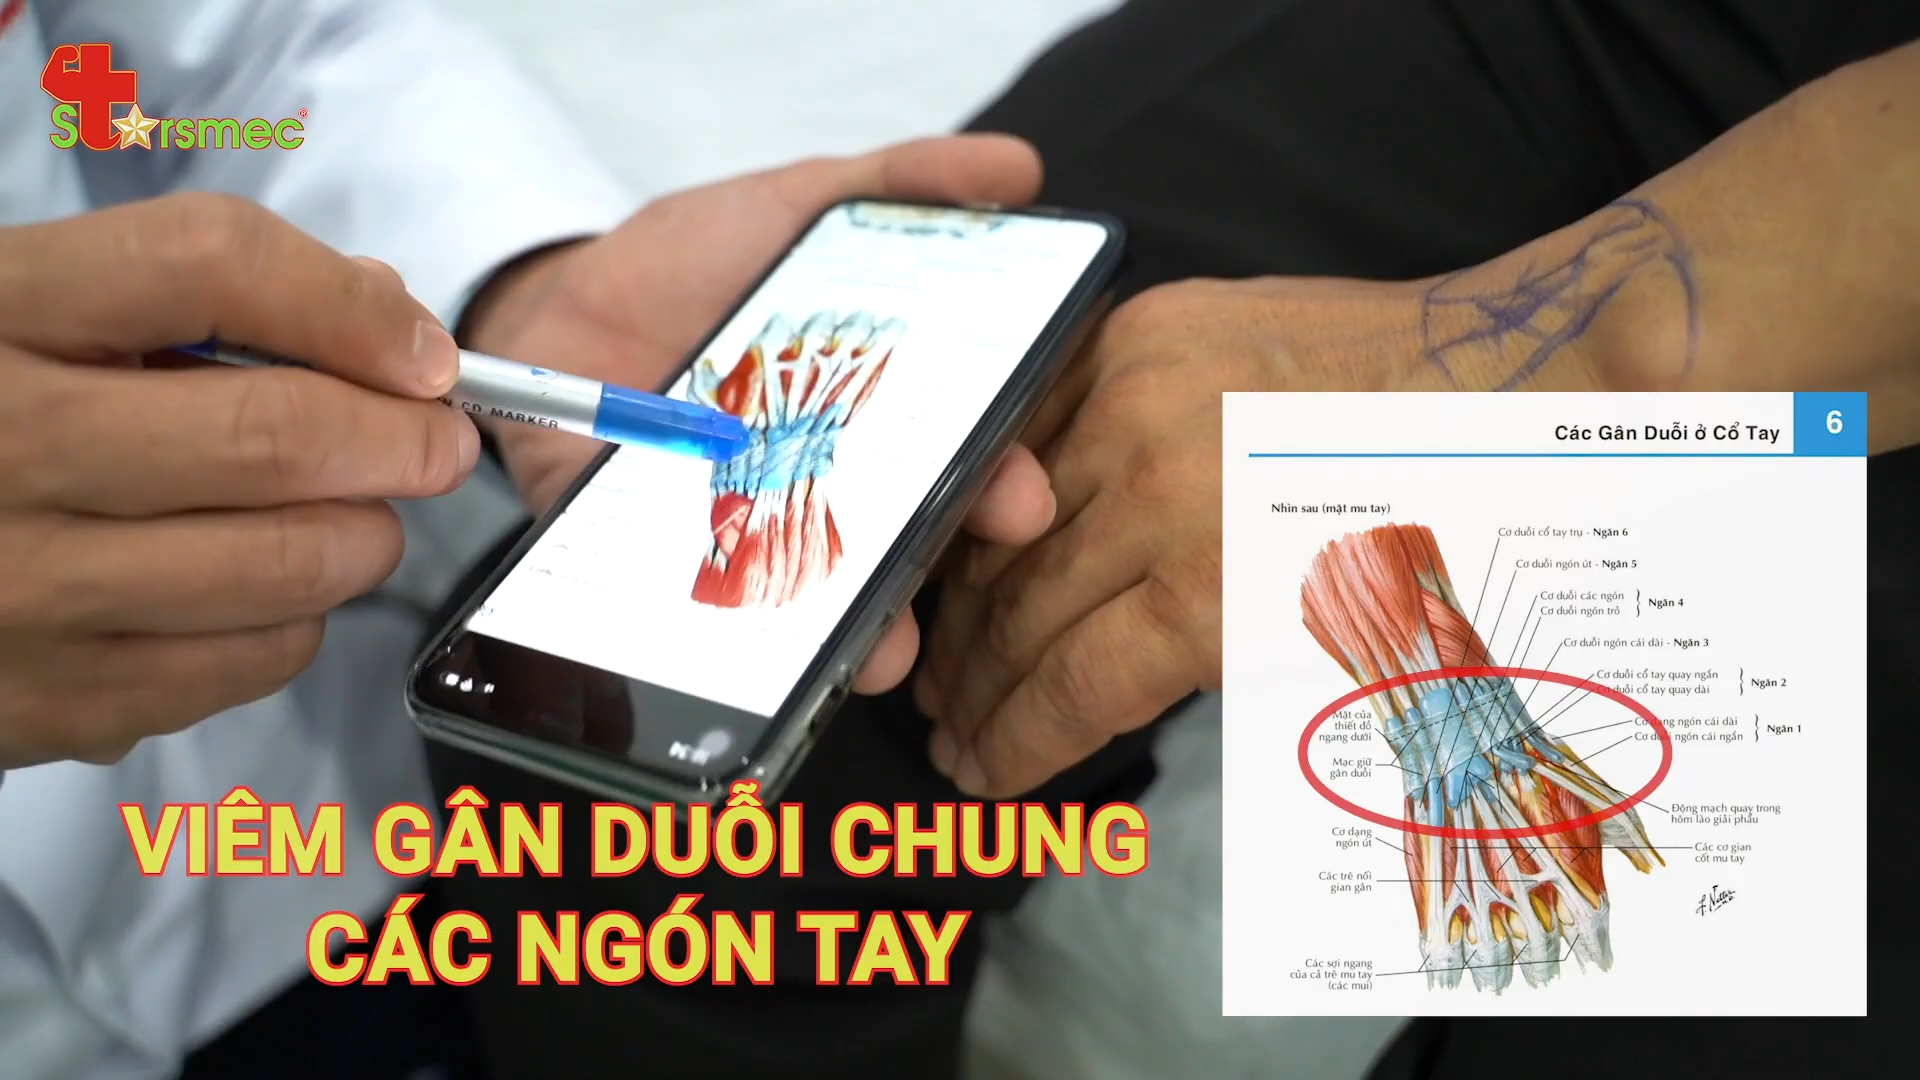 Starsmec®
N CD MARKER
VIÊM GÂN DUỖI CHUNG
CÁC NGÓN TAY
Các Gân Duỗi ở Cổ Tay
6
Nhìn sau (mặt mu tay)
Cơ duỗi cổ tay trụ - Ngăn 6
Cơ duỗi ngón út - Ngăn 5
Cơ duỗi các ngón
Cơ duỗi ngón trỏ
Ngăn 4
Cơ duỗi ngón cái dài - Ngăn 3
Cơ duỗi cổ tay quay ngắn
Cơ duỗi cổ tay quay dài
Ngăn 2
Cơ dạng ngón cái dài
Cơ duỗi ngón cái ngắn
Ngăn 1
Mặt của
thiết đồ
ngang dưới
Mạc giữ
gân duỗi
Động mạch quay trong
hõm lào giải phẫu
Cơ dạng
ngón út
Các cơ gian
cốt mu tay
Các trẽ nối
gian gân
Các sợi ngang
của cả trẽ mu tay
(các mui)